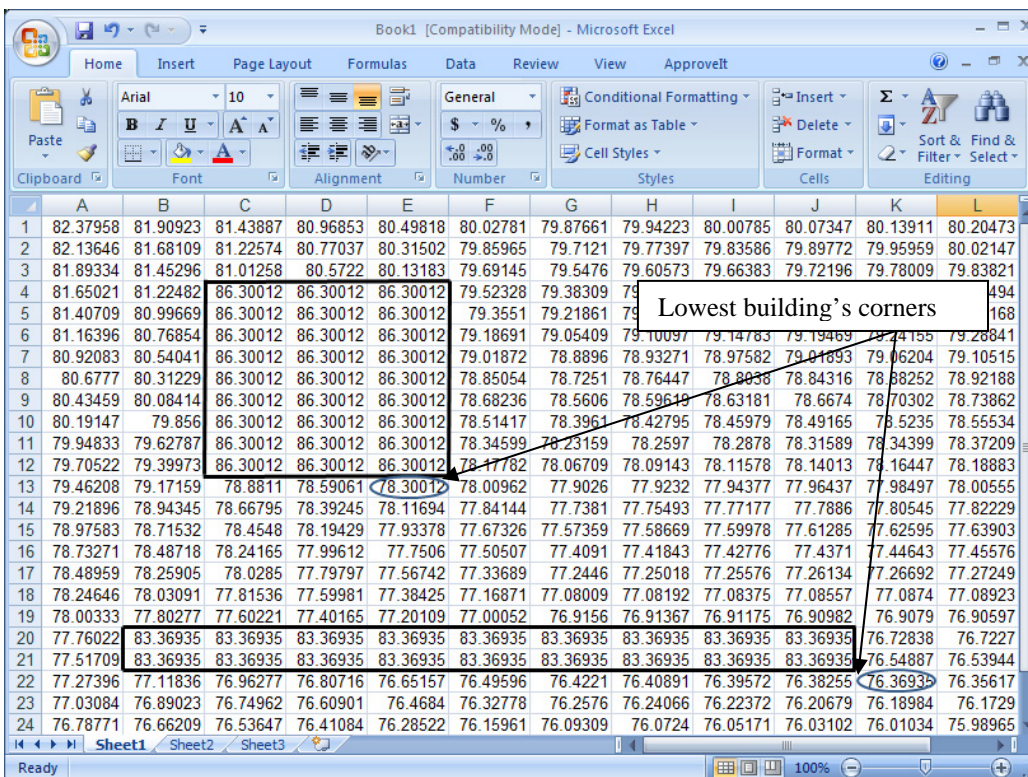 Book1 [Compatibility Mode] - Microsoft Excel
Home Insert Page Layout Formulas Data Review View ApproveIt
Paste Arial 10 General Conditional Formatting Insert Σ
B I U A A $ % , Format as Table Delete Sort & Find &
A .00 .00 Cell Styles Format Filter Select
Clipboard Font Alignment Number Styles Cells Editing
A B C D E F G H I J K L
1 82.37958 81.90923 81.43887 80.96853 80.49818 80.02781 79.87661 79.94223 80.00785 80.07347 80.13911 80.20473
2 82.13646 81.68109 81.22574 80.77037 80.31502 79.85965 79.7121 79.77397 79.83586 79.89772 79.95959 80.02147
3 81.89334 81.45296 81.01258 80.5722 80.13183 79.69145 79.5476 79.60573 79.66383 79.72196 79.78009 79.83821
4 81.65021 81.22482 86.30012 86.30012 86.30012 79.52328 79.38309 79 494
Lowest building's corners
5 81.40709 80.99669 86.30012 86.30012 86.30012 79.3551 79.21861 79 168
6 81.16396 80.76854 86.30012 86.30012 86.30012 79.18691 79.05409 79.10097 79.14783 79.19469 79.24155 79.28841
7 80.92083 80.54041 86.30012 86.30012 86.30012 79.01872 78.8896 78.93271 78.97582 79.01893 79.06204 79.10515
8 80.6777 80.31229 86.30012 86.30012 86.30012 78.85054 78.7251 78.76447 78.8038 78.84316 78.88252 78.92188
9 80.43459 80.08414 86.30012 86.30012 86.30012 78.68236 78.5606 78.59619 78.63181 78.6674 78.70302 78.73862
10 80.19147 79.856 86.30012 86.30012 86.30012 78.51417 78.3961 78.42795 78.45979 78.49165 78.5235 78.55534
11 79.94833 79.62787 86.30012 86.30012 86.30012 78.34599 78.23159 78.2597 78.2878 78.31589 78.34399 78.37209
12 79.70522 79.39973 86.30012 86.30012 86.30012 78.17782 78.06709 78.09143 78.11578 78.14013 78.16447 78.18883
13 79.46208 79.1716 78.8811 78.59061 78.30012 78.00962 77.9026 77.9232 77.94377 77.96437 77.98497 78.00555
14 79.21896 78.94345 78.66795 78.39245 78.11694 77.84144 77.7381 77.75493 77.77177 77.7886 77.80545 77.82229
15 78.97583 78.71532 78.4548 78.19429 77.93378 77.67326 77.57359 77.58669 77.59978 77.61285 77.62595 77.63903
16 78.73271 78.48718 78.24165 77.99612 77.7506 77.50507 77.4091 77.41843 77.42776 77.4371 77.44643 77.45576
17 78.48959 78.25905 78.0285 77.79797 77.56742 77.33689 77.2446 77.25018 77.25576 77.26134 77.26692 77.27249
18 78.24646 78.03091 77.81536 77.59981 77.38425 77.16871 77.08009 77.08192 77.08375 77.08557 77.0874 77.08923
19 78.00333 77.80277 77.60221 77.40165 77.20109 77.00052 76.9156 76.91367 76.91175 76.90982 76.9079 76.90597
20 77.76022 83.36935 83.36935 83.36935 83.36935 83.36935 83.36935 83.36935 83.36935 83.36935 76.72838 76.7227
21 77.51709 83.36935 83.36935 83.36935 83.36935 83.36935 83.36935 83.36935 83.36935 83.36935 76.54887 76.53944
22 77.27396 77.11836 76.96277 76.80716 76.65157 76.49596 76.4221 76.40891 76.39572 76.38255 76.36935 76.35617
23 77.03084 76.89023 76.74962 76.60901 76.4684 76.32778 76.2576 76.24066 76.22372 76.20679 76.18984 76.1729
24 76.78771 76.66209 76.53647 76.41084 76.28522 76.15961 76.09309 76.0724 76.05171 76.03102 76.01034 75.98965
Sheet1 Sheet2 Sheet3
Ready 100%